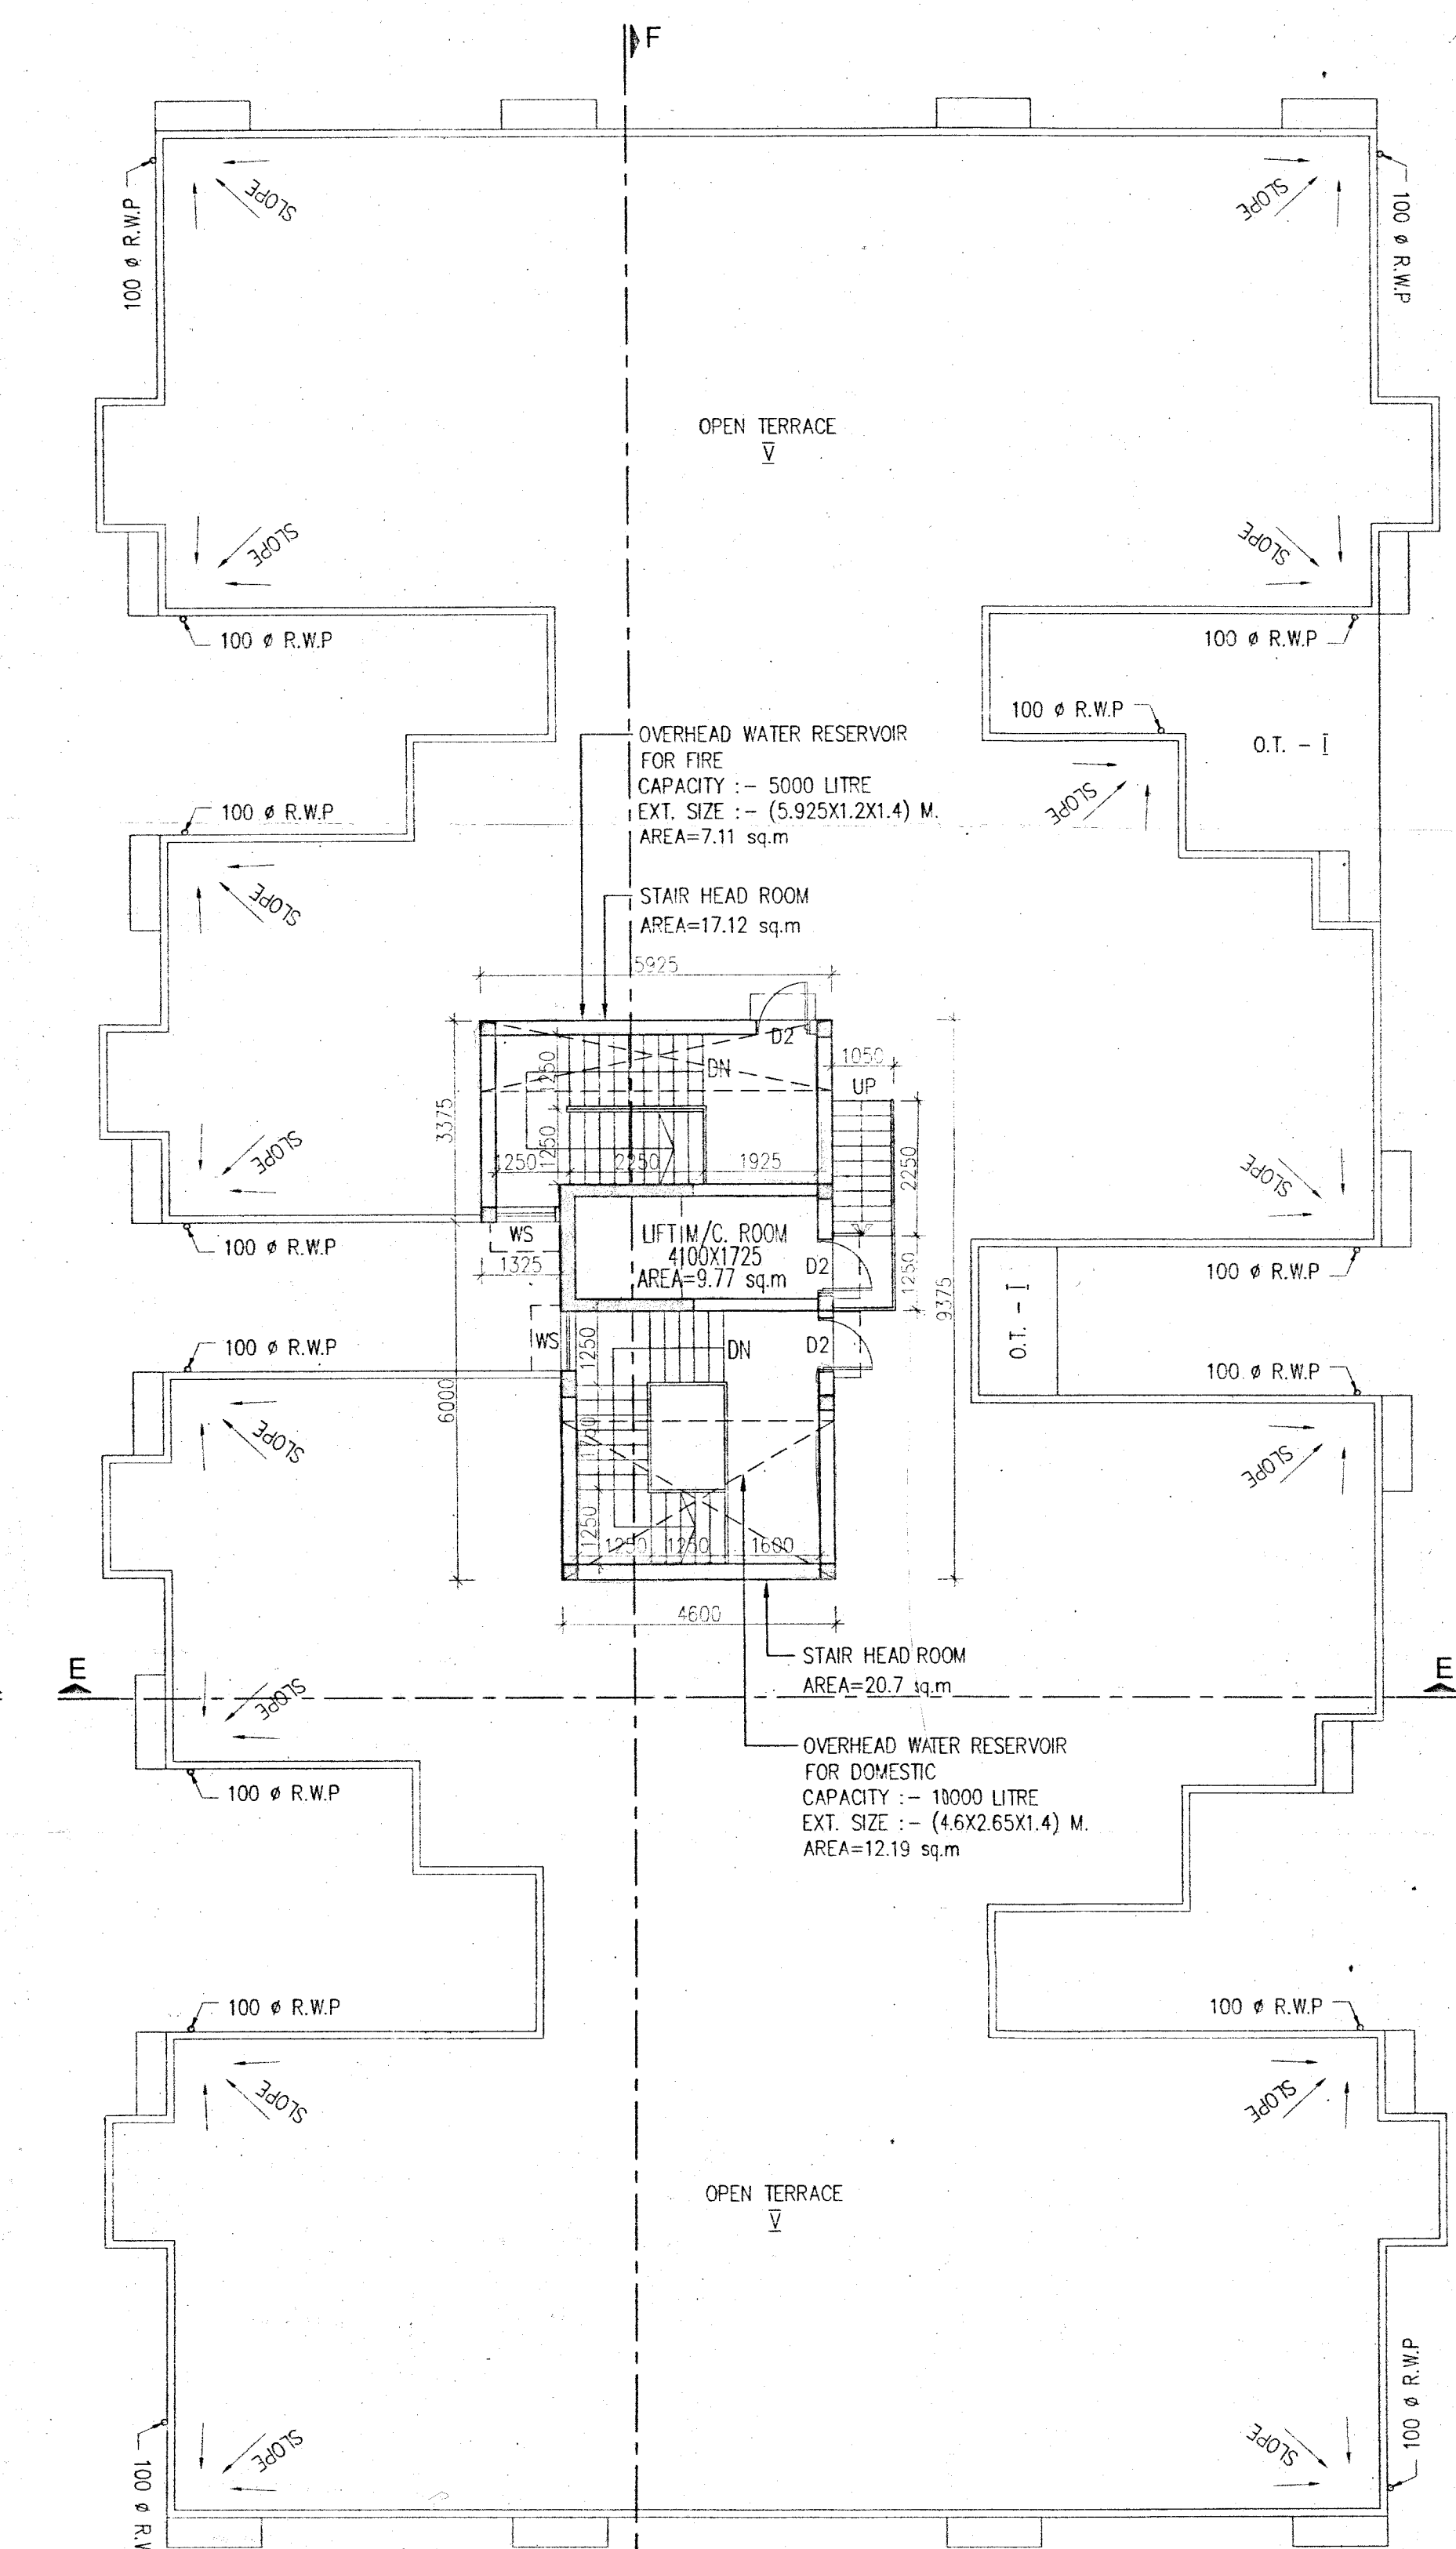 F
SLOPE
SLOPE
100 ø R.W.P
100 ø R.W.P
OPEN TERRACE
V
SLOPE
SLOPE
100 ø R.W.P
100 ø R.W.P
100 ø R.W.P
O.T. - I
OVERHEAD WATER RESERVOIR
FOR FIRE
CAPACITY :- 5000 LITRE
EXT. SIZE :- (5.925X1.2X1.4) M.
AREA=7.11 sq.m
SLOPE
100 ø R.W.P
SLOPE
STAIR HEAD ROOM
AREA=17.12 sq.m
5925
D2
1250
DN
1050
UP
3375
1250
1250
2250
1925
2250
SLOPE
SLOPE
WS
1325
LIFT M/C. ROOM
4100X1725
AREA=9.77 sq.m
D2
1250
9375
100 ø R.W.P
100 ø R.W.P
O.T. - I
WS
1250
DN
D2
100 ø R.W.P
100 ø R.W.P
6000
1750
SLOPE
SLOPE
1250
1250
1250
1600
4600
STAIR HEAD ROOM
AREA=20.7 sq.m
E
E
SLOPE
OVERHEAD WATER RESERVOIR
FOR DOMESTIC
CAPACITY :- 10000 LITRE
EXT. SIZE :- (4.6X2.65X1.4) M.
AREA=12.19 sq.m
100 ø R.W.P
100 ø R.W.P
100 ø R.W.P
SLOPE
SLOPE
OPEN TERRACE
V
SLOPE
SLOPE
100 ø R.W.P
100 ø R.